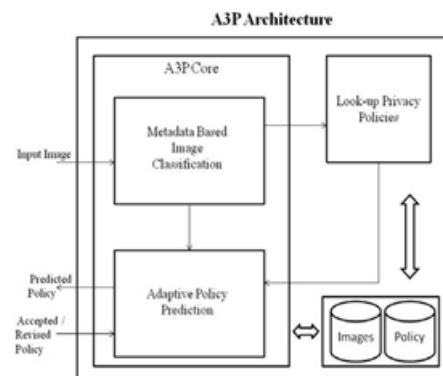 A3P Architecture
A3P Core
Metadata Based
Image
Classification
Look-up Privacy
Policies
Input Image
Predicted
Policy
Adaptive Policy
Prediction
Accepted /
Revised
Policy
Images
Policy